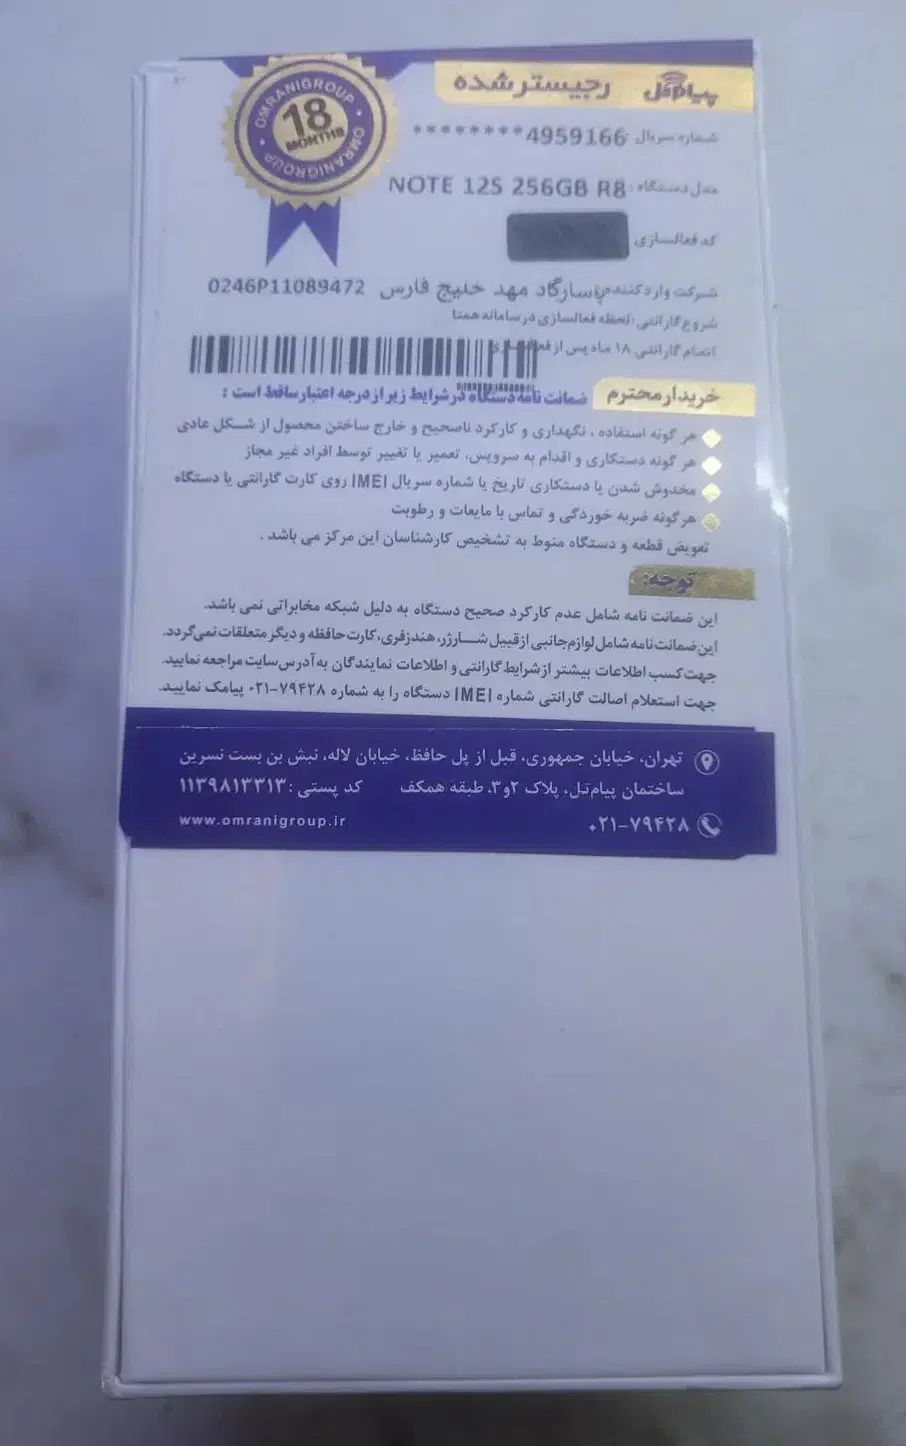 پیام‌تل رجیستر شده
OMRANIGROUP • OMRANIGROUP •
18
MONTHS
شماره سریال: 4959166********
مدل دستگاه: NOTE 12S 256GB R8
کد فعالسازی
شرکت وارد کننده: پاسارگاد مهد خلیج فارس 0246P11089472
شروع گارانتی: لحظه فعالسازی در سامانه همتا
اتمام گارانتی ۱۸ ماه پس از فعالسازی
خریدار محترم ضمانت نامه دستگاه در شرایط زیر از درجه اعتبار ساقط است :
هر گونه استفاده ، نگهداری و کارکرد ناصحیح و خارج ساختن محصول از شکل عادی
هر گونه دستکاری و اقدام به سرویس، تعمیر یا تغییر توسط افراد غیر مجاز
مخدوش شدن یا دستکاری تاریخ یا شماره سریال IMEI روی کارت گارانتی یا دستگاه
هرگونه ضربه خوردگی و تماس با مایعات و رطوبت
تعویض قطعه و دستگاه منوط به تشخیص کارشناسان این مرکز می باشد .
توجه:
این ضمانت نامه شامل عدم کارکرد صحیح دستگاه به دلیل شبکه مخابراتی نمی باشد.
این ضمانت نامه شامل لوازم جانبی از قبیل شارژر، هندزفری، کارت حافظه و دیگر متعلقات نمی گردد.
جهت کسب اطلاعات بیشتر از شرایط گارانتی و اطلاعات نمایندگان به آدرس سایت مراجعه نمایید.
جهت استعلام اصالت گارانتی شماره IMEI دستگاه را به شماره ۷۹۴۲۸-۰۲۱ پیامک نمایید.
تهران، خیابان جمهوری، قبل از پل حافظ، خیابان لاله، نبش بن بست نسرین
ساختمان پیام‌تل، پلاک ۲و۳، طبقه همکف کد پستی : ۱۱۳۹۸۱۳۳۱۳
۰۲۱-۷۹۴۲۸ www.omranigroup.ir